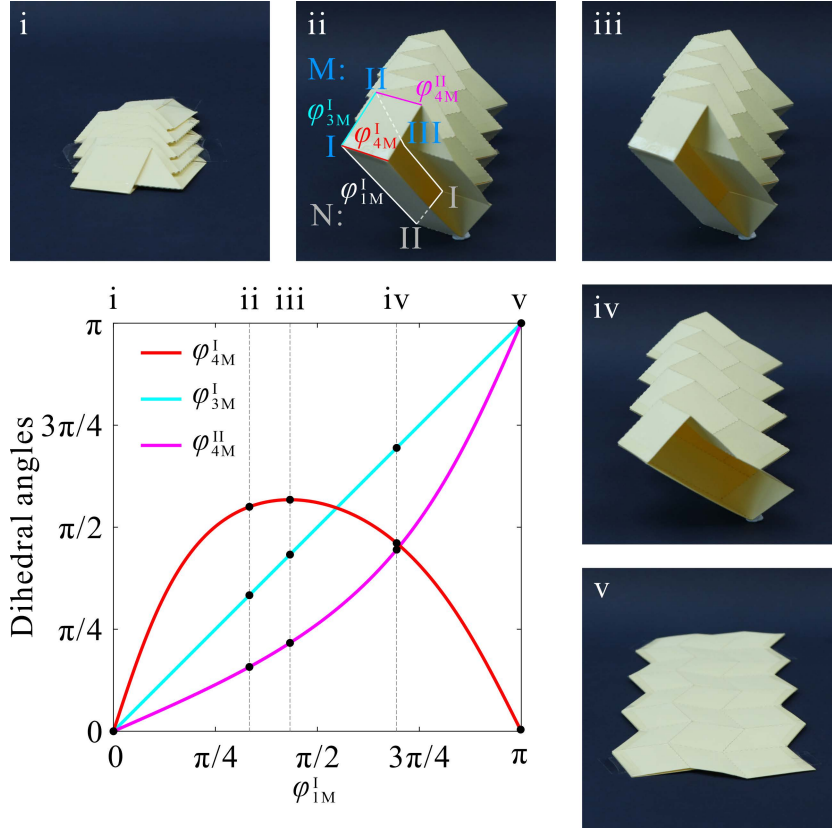 i
ii
iii
M:
II
φ^II_4M
φ^I_3M
φ^I_4M
III
I
φ^I_1M
I
N:
II
i ii iii iv v
π
3π/4
π/2
π/4
0
Dihedral angles
φ^I_4M
φ^I_3M
φ^II_4M
0 π/4 π/2 3π/4 π
φ^I_1M
iv
v